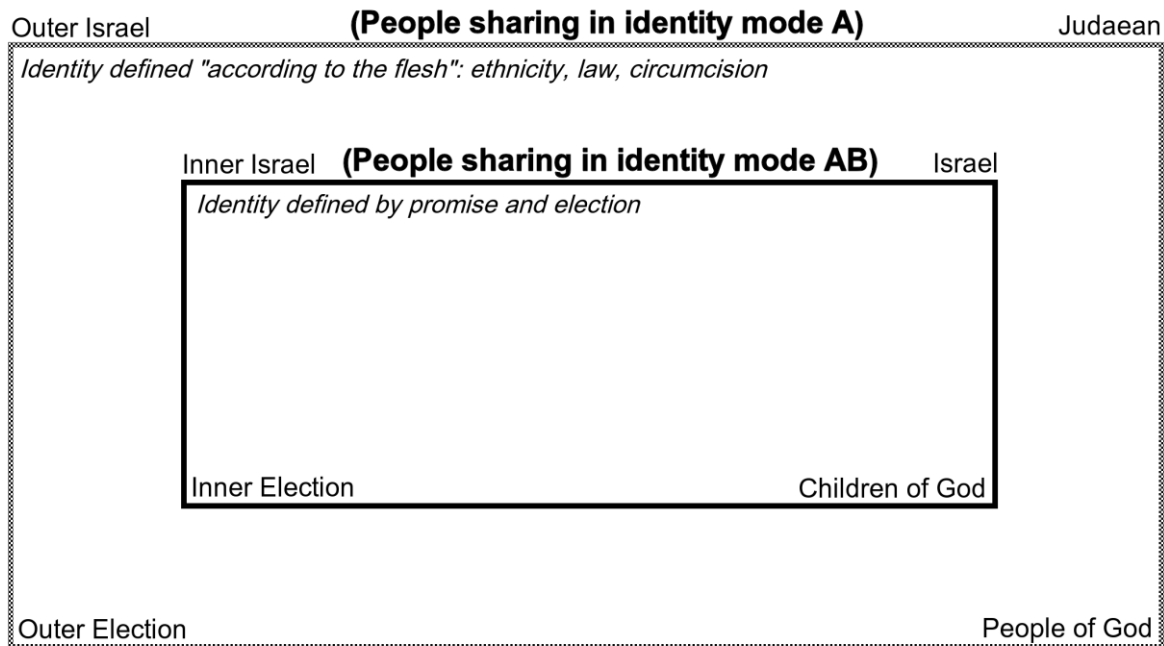 Outer Israel (People sharing in identity mode A) Judaean
Identity defined "according to the flesh": ethnicity, law, circumcision
Inner Israel (People sharing in identity mode AB) Israel
Identity defined by promise and election
Inner Election Children of God
Outer Election People of God